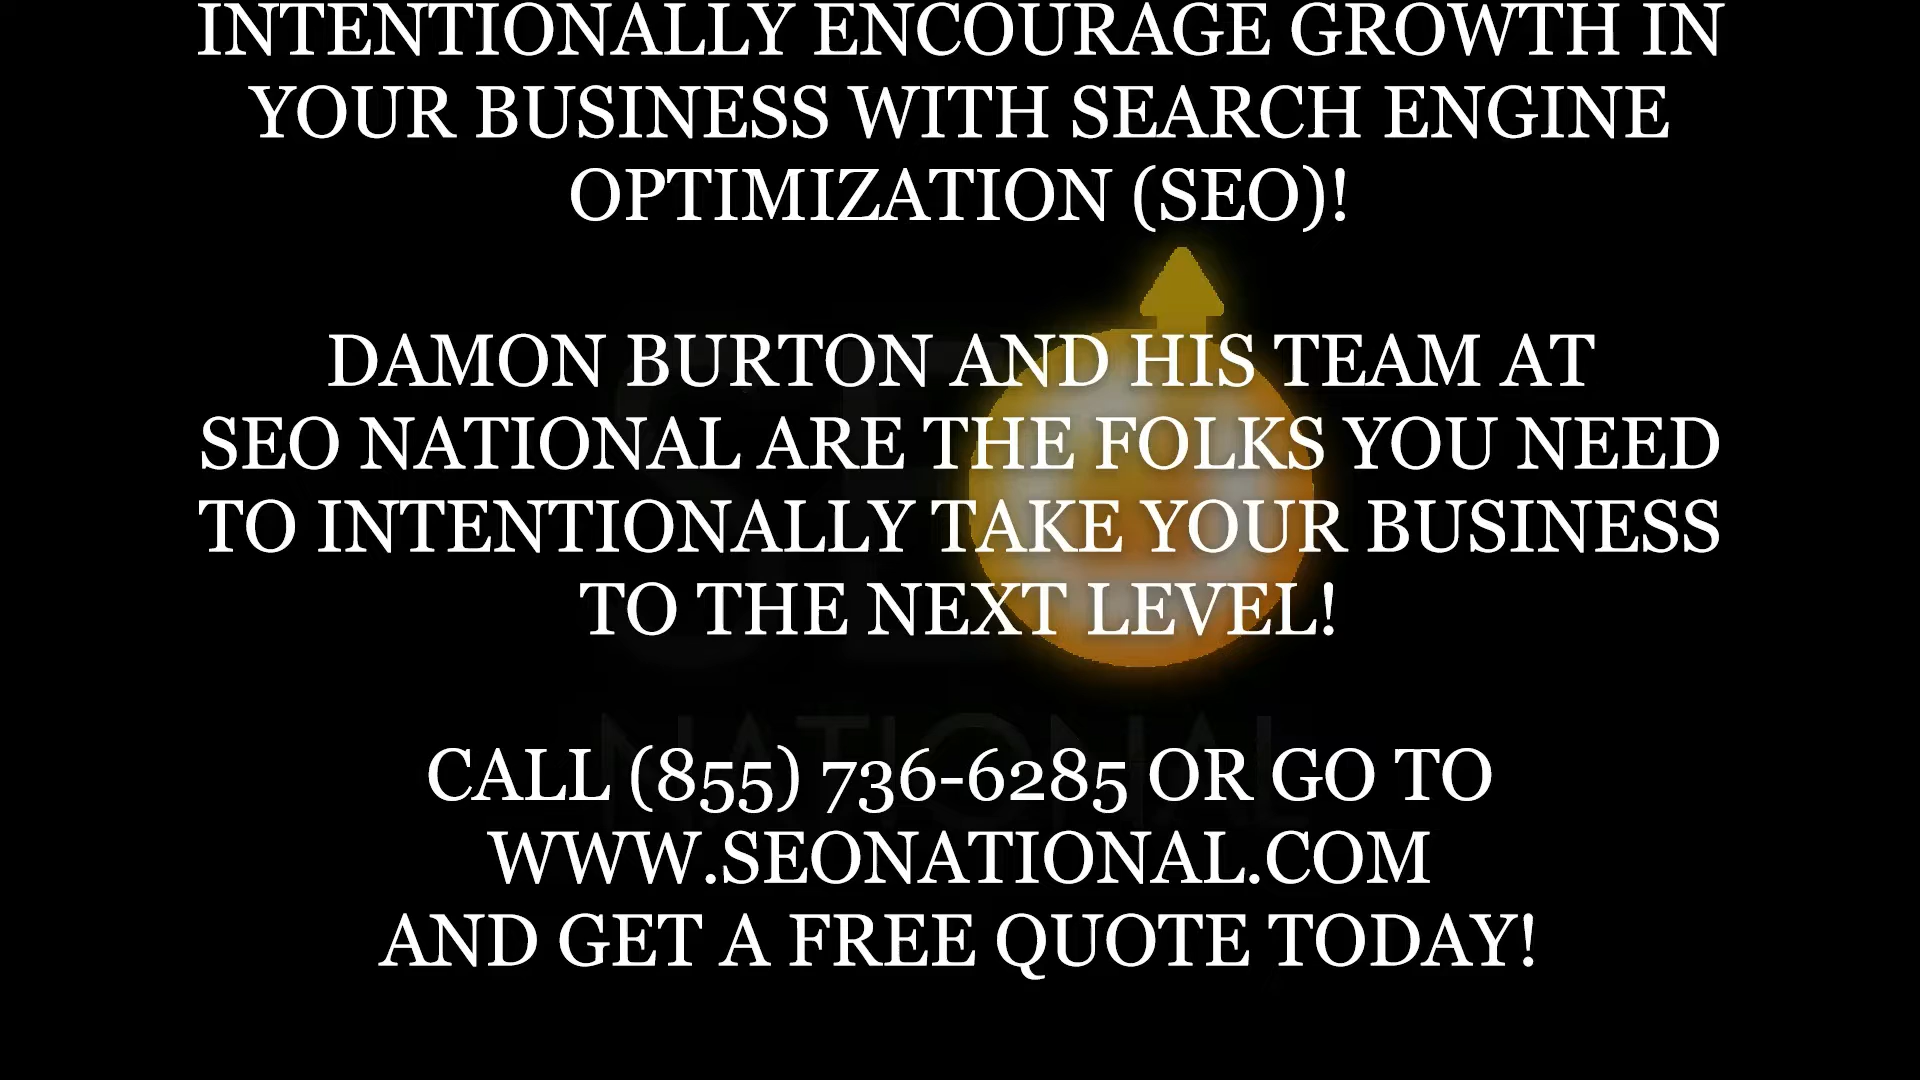 INTENTIONALLY ENCOURAGE GROWTH IN
YOUR BUSINESS WITH SEARCH ENGINE
OPTIMIZATION (SEO)!
DAMON BURTON AND HIS TEAM AT
SEO NATIONAL ARE THE FOLKS YOU NEED
TO INTENTIONALLY TAKE YOUR BUSINESS
TO THE NEXT LEVEL!
NATIONAL
CALL (855) 736-6285 OR GO TO
WWW.SEONATIONAL.COM
AND GET A FREE QUOTE TODAY!